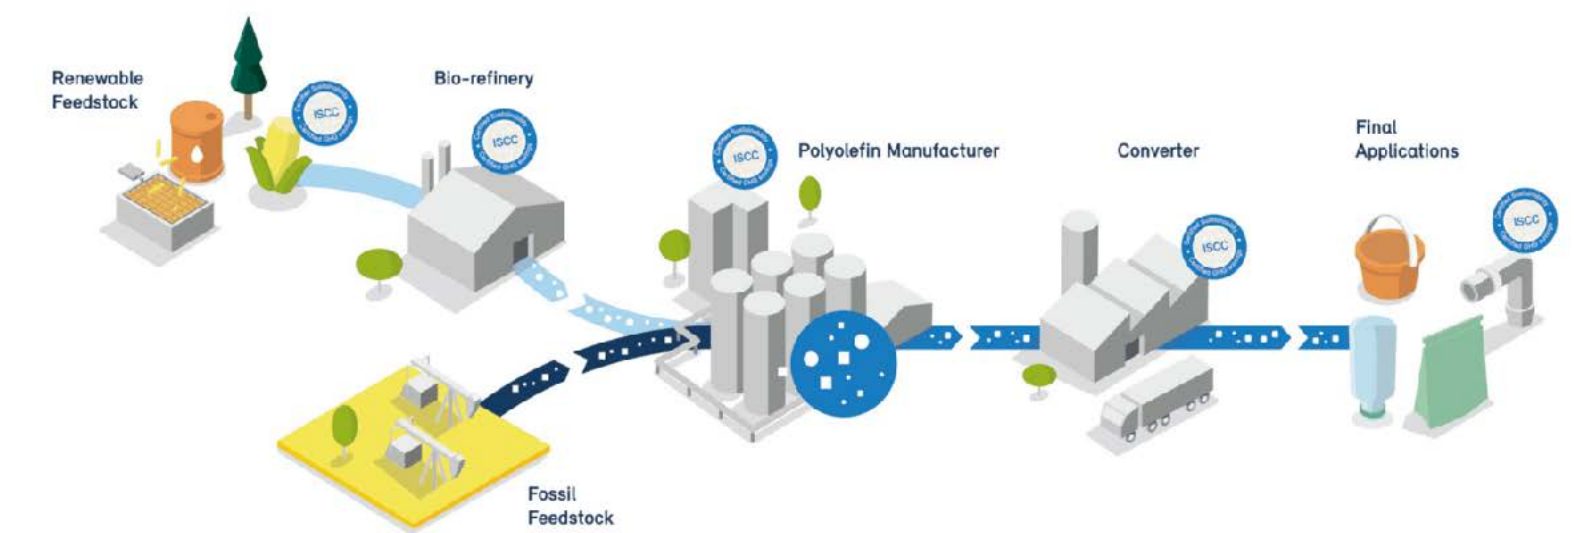 Renewable
Feedstock
ISCC
Bio-refinery
ISCC
ISCC
Polyolefin Manufacturer
Converter
ISCC
Final
Applications
ISCC
Fossil
Feedstock